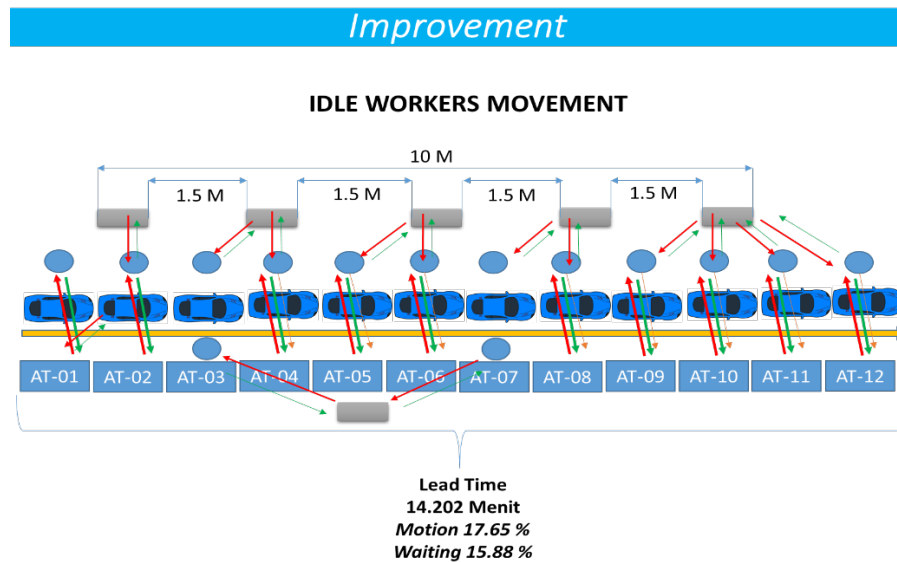 Improvement
IDLE WORKERS MOVEMENT
10 M
1.5 M 1.5 M 1.5 M 1.5 M
AT-01 AT-02 AT-03 AT-04 AT-05 AT-06 AT-07 AT-08 AT-09 AT-10 AT-11 AT-12
Lead Time
14.202 Menit
Motion 17.65 %
Waiting 15.88 %